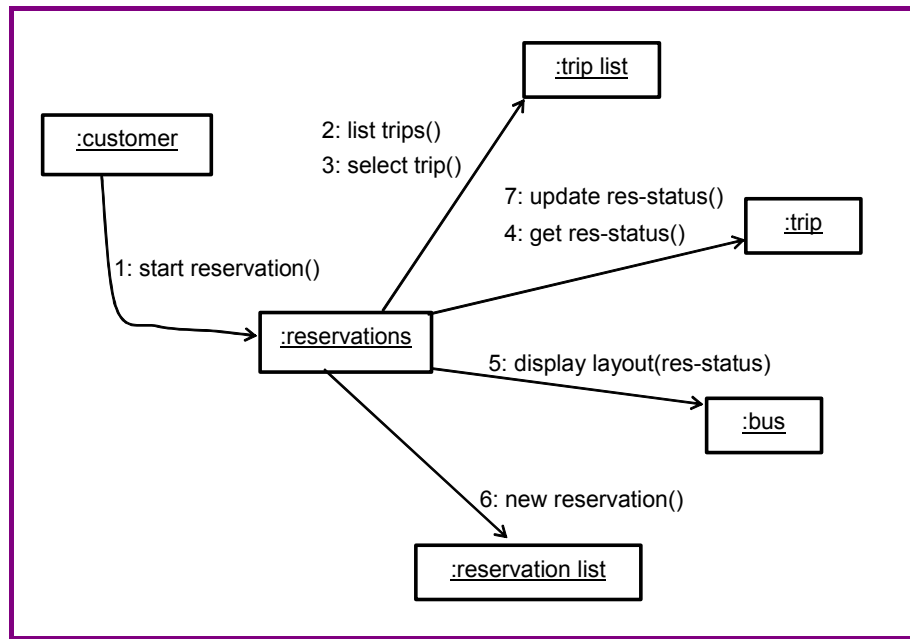 :trip list
:customer
2: list trips()
3: select trip()
7: update res-status()
4: get res-status()
:trip
1: start reservation()
:reservations
5: display layout(res-status)
:bus
6: new reservation()
:reservation list